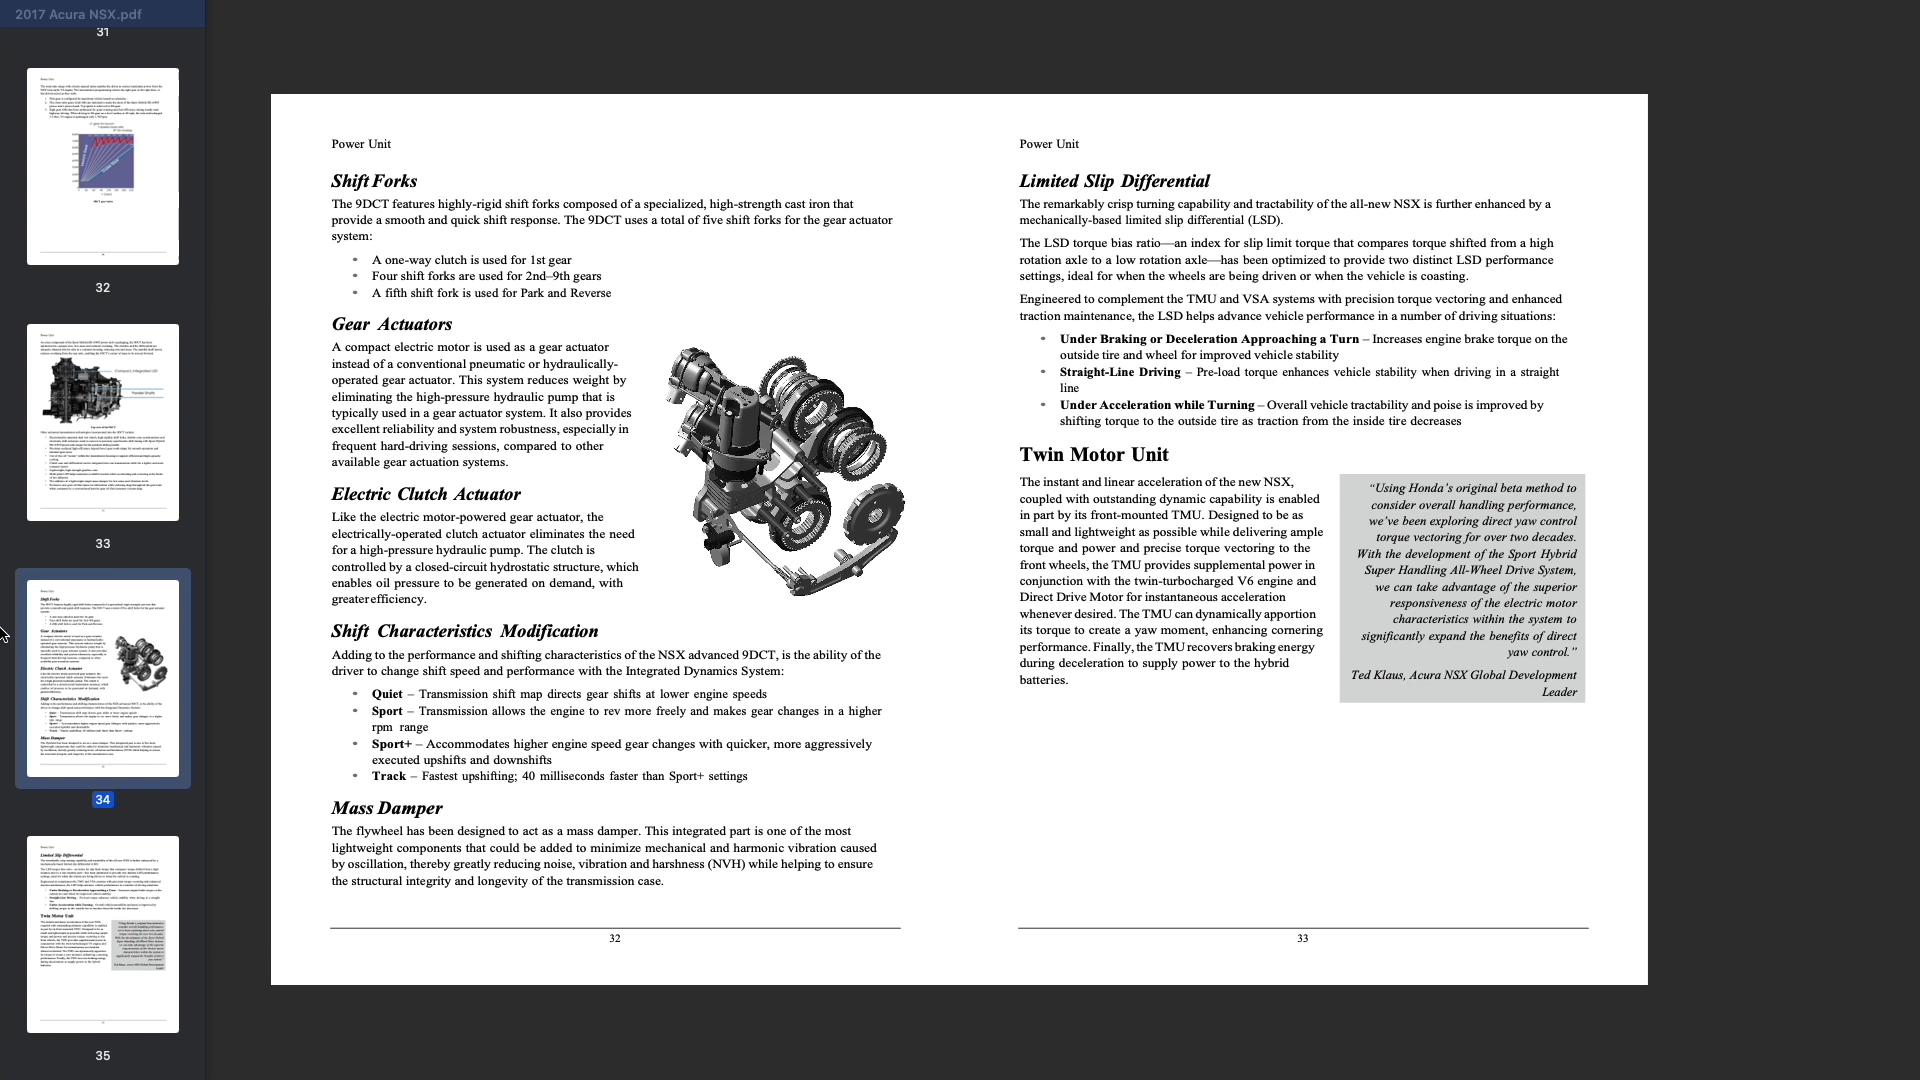 2017 Acura NSX.pdf
31
32
33
34
35
Power Unit
Shift Forks
The 9DCT features highly-rigid shift forks composed of a specialized, high-strength cast iron that
provide a smooth and quick shift response. The 9DCT uses a total of five shift forks for the gear actuator
system:
• A one-way clutch is used for 1st gear
• Four shift forks are used for 2nd–9th gears
• A fifth shift fork is used for Park and Reverse
Gear Actuators
A compact electric motor is used as a gear actuator
instead of a conventional pneumatic or hydraulically-
operated gear actuator. This system reduces weight by
eliminating the high-pressure hydraulic pump that is
typically used in a gear actuator system. It also provides
excellent reliability and system robustness, especially in
frequent hard-driving sessions, compared to other
available gear actuation systems.
Electric Clutch Actuator
Like the electric motor-powered gear actuator, the
electrically-operated clutch actuator eliminates the need
for a high-pressure hydraulic pump. The clutch is
controlled by a closed-circuit hydrostatic structure, which
enables oil pressure to be generated on demand, with
greater efficiency.
Shift Characteristics Modification
Adding to the performance and shifting characteristics of the NSX advanced 9DCT, is the ability of the
driver to change shift speed and performance with the Integrated Dynamics System:
• Quiet – Transmission shift map directs gear shifts at lower engine speeds
• Sport – Transmission allows the engine to rev more freely and makes gear changes in a higher
rpm range
• Sport+ – Accommodates higher engine speed gear changes with quicker, more aggressively
executed upshifts and downshifts
• Track – Fastest upshifting; 40 milliseconds faster than Sport+ settings
Mass Damper
The flywheel has been designed to act as a mass damper. This integrated part is one of the most
lightweight components that could be added to minimize mechanical and harmonic vibration caused
by oscillation, thereby greatly reducing noise, vibration and harshness (NVH) while helping to ensure
the structural integrity and longevity of the transmission case.
32
Power Unit
Limited Slip Differential
The remarkably crisp turning capability and tractability of the all-new NSX is further enhanced by a
mechanically-based limited slip differential (LSD).
The LSD torque bias ratio—an index for slip limit torque that compares torque shifted from a high
rotation axle to a low rotation axle—has been optimized to provide two distinct LSD performance
settings, ideal for when the wheels are being driven or when the vehicle is coasting.
Engineered to complement the TMU and VSA systems with precision torque vectoring and enhanced
traction maintenance, the LSD helps advance vehicle performance in a number of driving situations:
• Under Braking or Deceleration Approaching a Turn – Increases engine brake torque on the
outside tire and wheel for improved vehicle stability
• Straight-Line Driving – Pre-load torque enhances vehicle stability when driving in a straight
line
• Under Acceleration while Turning – Overall vehicle tractability and poise is improved by
shifting torque to the outside tire as traction from the inside tire decreases
Twin Motor Unit
The instant and linear acceleration of the new NSX,
coupled with outstanding dynamic capability is enabled
in part by its front-mounted TMU. Designed to be as
small and lightweight as possible while delivering ample
torque and power and precise torque vectoring to the
front wheels, the TMU provides supplemental power in
conjunction with the twin-turbocharged V6 engine and
Direct Drive Motor for instantaneous acceleration
whenever desired. The TMU can dynamically apportion
its torque to create a yaw moment, enhancing cornering
performance. Finally, the TMU recovers braking energy
during deceleration to supply power to the hybrid
batteries.
“Using Honda’s original beta method to
consider overall handling performance,
we’ve been exploring direct yaw control
torque vectoring for over two decades.
With the development of the Sport Hybrid
Super Handling All-Wheel Drive System,
we can take advantage of the superior
responsiveness of the electric motor
characteristics within the system to
significantly expand the benefits of direct
yaw control.”
Ted Klaus, Acura NSX Global Development
Leader
33